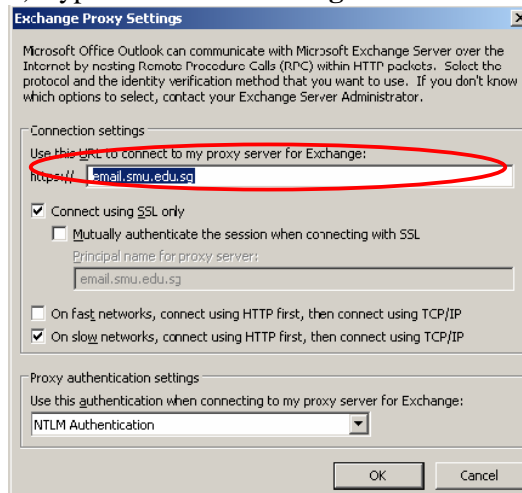 Exchange Proxy Settings
Microsoft Office Outlook can communicate with Microsoft Exchange Server over the
Internet by nesting Remote Procedure Calls (RPC) within HTTP packets. Select the
protocol and the identity verification method that you want to use. If you don't know
which options to select, contact your Exchange Server Administrator.
Connection settings
Use this URL to connect to my proxy server for Exchange:
https:// email.smu.edu.sg
Connect using SSL only
Mutually authenticate the session when connecting with SSL
Principal name for proxy server:
email.smu.edu.sg
On fast networks, connect using HTTP first, then connect using TCP/IP
On slow networks, connect using HTTP first, then connect using TCP/IP
Proxy authentication settings
Use this authentication when connecting to my proxy server for Exchange:
NTLM Authentication
OK Cancel